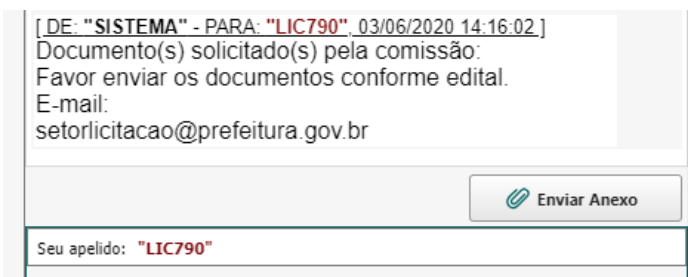 [ DE: "SISTEMA" - PARA: "LIC790", 03/06/2020 14:16:02 ]
Documento(s) solicitado(s) pela comissão:
Favor enviar os documentos conforme edital.
E-mail:
setorlicitacao@prefeitura.gov.br
Enviar Anexo
Seu apelido: "LIC790"